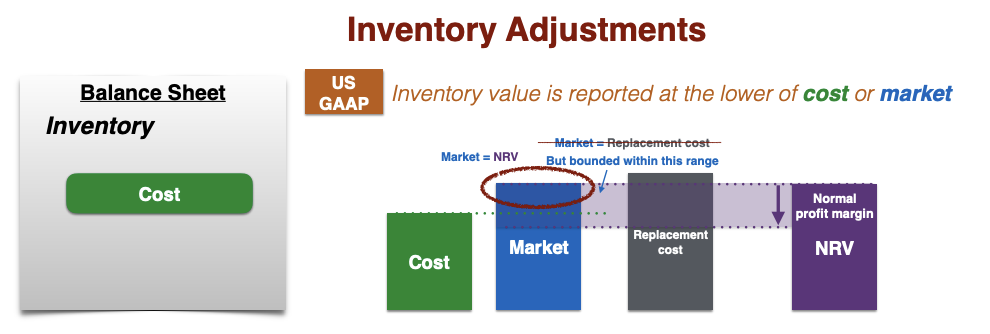 Inventory Adjustments
Balance Sheet
Inventory
Cost
US
GAAP
Inventory value is reported at the lower of cost or market
Market = NRV
Market = Replacement cost
But bounded within this range
Cost
Market
Replacement
cost
Normal
profit margin
NRV